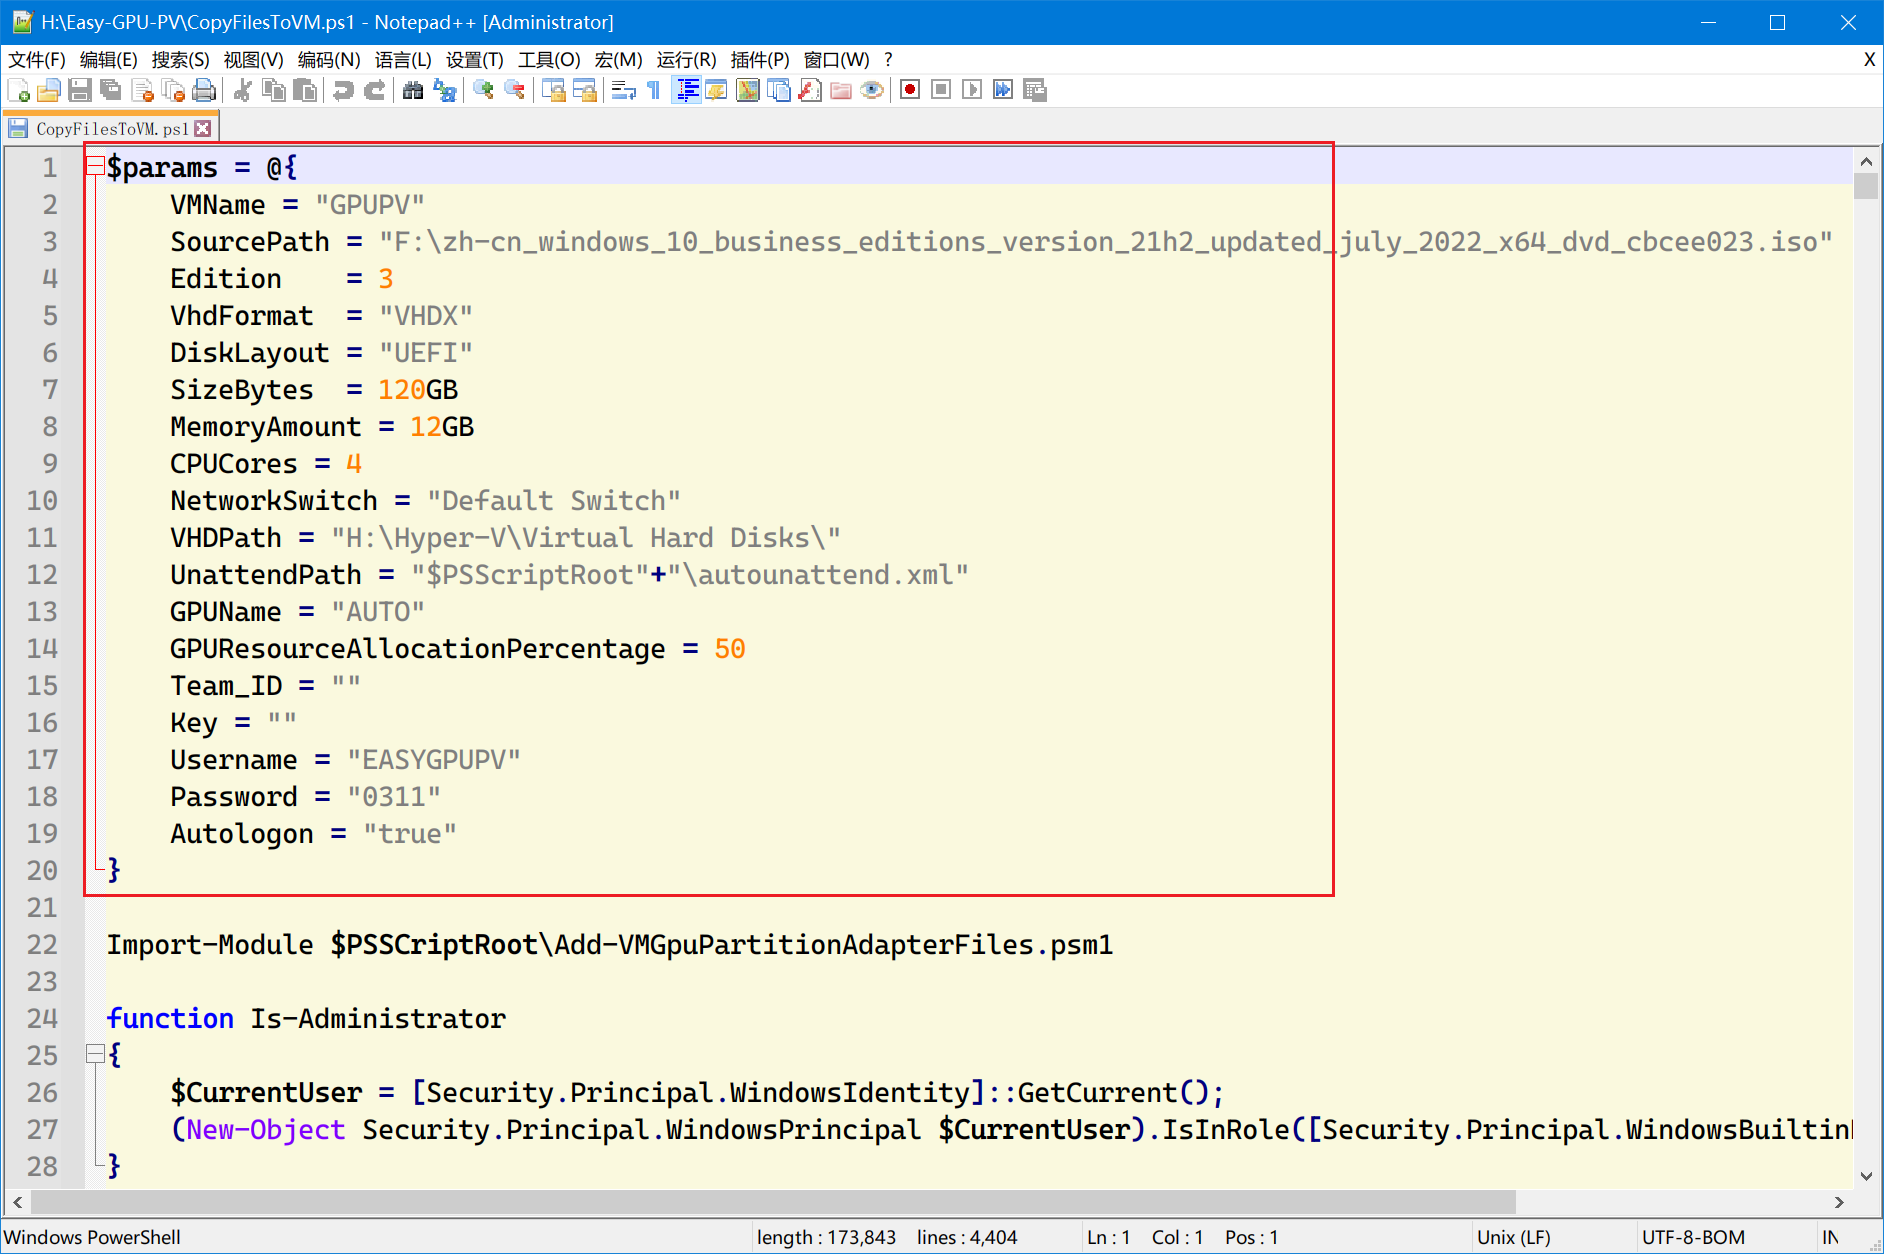 H:\Easy-GPU-PV\CopyFilesToVM.ps1 - Notepad++ [Administrator]
文件(F) 编辑(E) 搜索(S) 视图(V) 编码(N) 语言(L) 设置(T) 工具(O) 宏(M) 运行(R) 插件(P) 窗口(W) ? X
CopyFilesToVM.ps1
1 $params = @{
2 VMName = "GPUPV"
3 SourcePath = "F:\zh-cn_windows_10_business_editions_version_21h2_updated_july_2022_x64_dvd_cbcee023.iso"
4 Edition    = 3
5 VhdFormat  = "VHDX"
6 DiskLayout = "UEFI"
7 SizeBytes  = 120GB
8 MemoryAmount = 12GB
9 CPUCores = 4
10 NetworkSwitch = "Default Switch"
11 VHDPath = "H:\Hyper-V\Virtual Hard Disks\"
12 UnattendPath = "$PSScriptRoot"+"\autounattend.xml"
13 GPUName = "AUTO"
14 GPUResourceAllocationPercentage = 50
15 Team_ID = ""
16 Key = ""
17 Username = "EASYGPUPV"
18 Password = "0311"
19 Autologon = "true"
20 }
21
22 Import-Module $PSSCriptRoot\Add-VMGpuPartitionAdapterFiles.psm1
23
24 function Is-Administrator
25 {
26 $CurrentUser = [Security.Principal.WindowsIdentity]::GetCurrent();
27 (New-Object Security.Principal.WindowsPrincipal $CurrentUser).IsInRole([Security.Principal.WindowsBuiltin
28 }
Windows PowerShell length : 173,843 lines : 4,404 Ln : 1 Col : 1 Pos : 1 Unix (LF) UTF-8-BOM IN